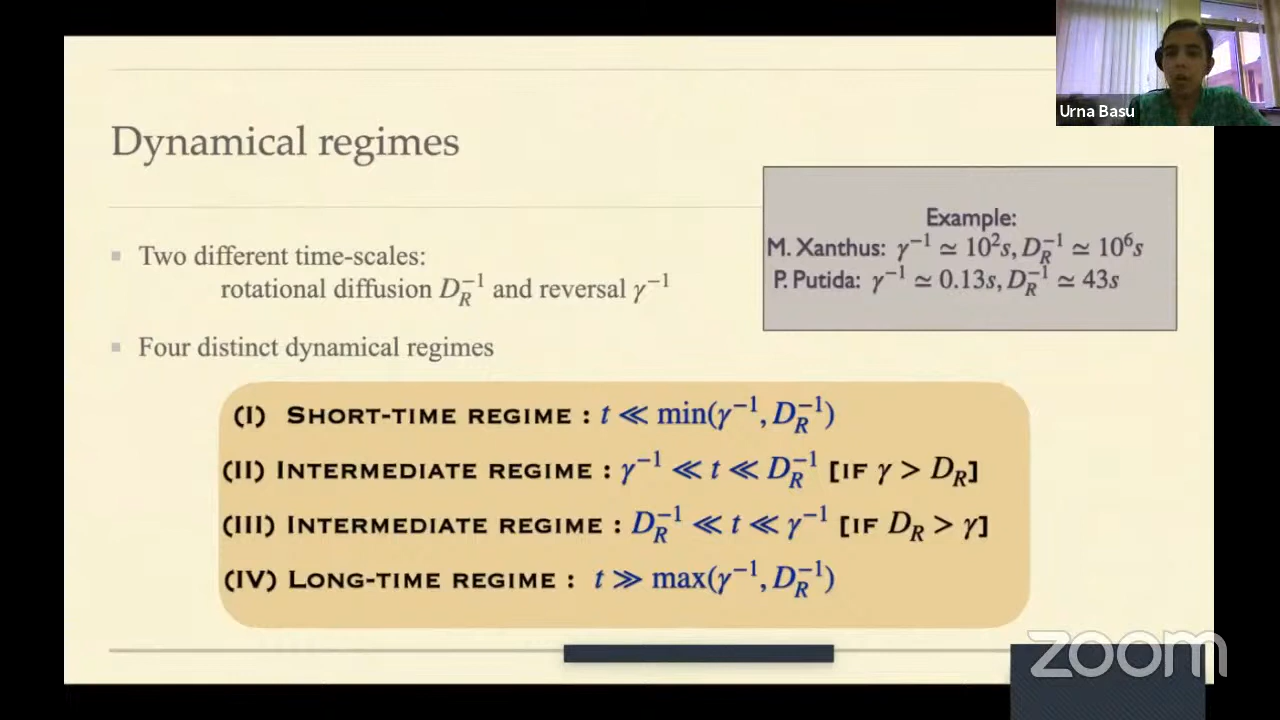 Urna Basu
Dynamical regimes
Example:
M. Xanthus: γ⁻¹ ≃ 10²s, D_R⁻¹ ≃ 10⁶s
P. Putida: γ⁻¹ ≃ 0.13s, D_R⁻¹ ≃ 43s
Two different time-scales:
rotational diffusion D_R⁻¹ and reversal γ⁻¹
Four distinct dynamical regimes
(I) SHORT-TIME REGIME : t ≪ min(γ⁻¹, D_R⁻¹)
(II) INTERMEDIATE REGIME : γ⁻¹ ≪ t ≪ D_R⁻¹ [IF γ > D_R]
(III) INTERMEDIATE REGIME : D_R⁻¹ ≪ t ≪ γ⁻¹ [IF D_R > γ]
(IV) LONG-TIME REGIME : t ≫ max(γ⁻¹, D_R⁻¹)
zoom